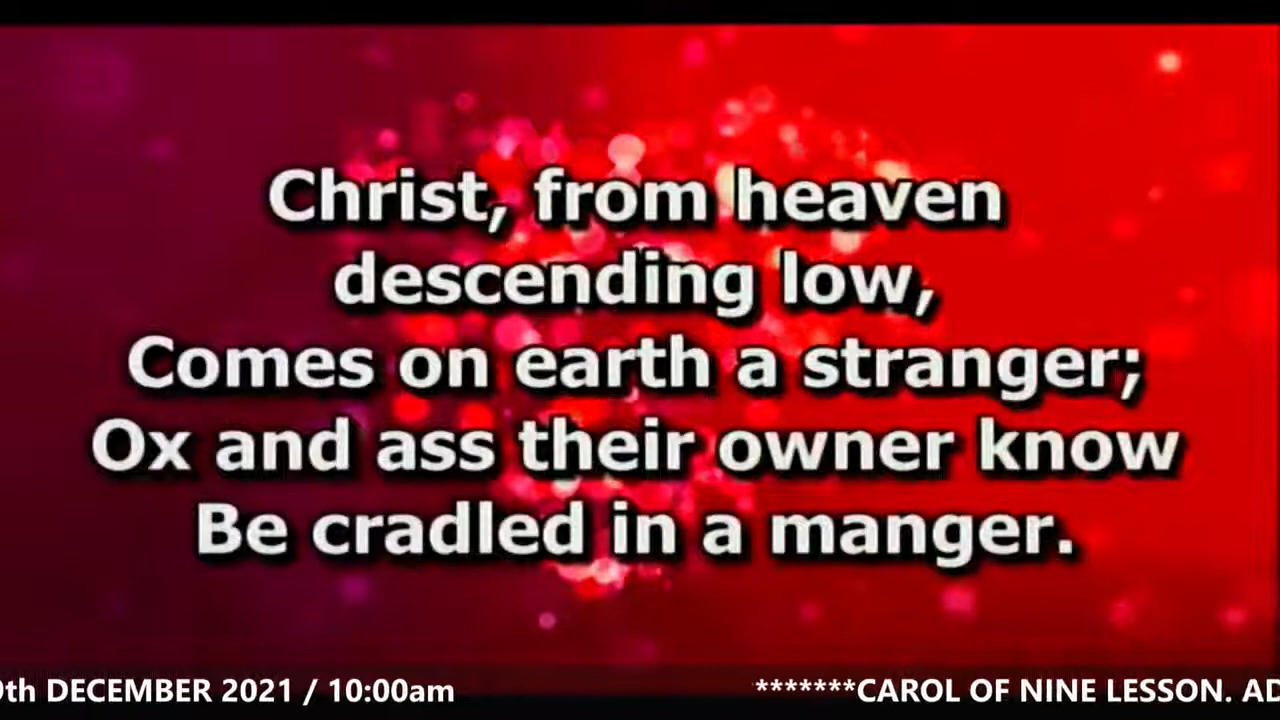 Christ, from heaven
descending low,
Comes on earth a stranger;
Ox and ass their owner know
Be cradled in a manger.
DECEMBER 2021 / 10:00am *******CAROL OF NINE LESSON.